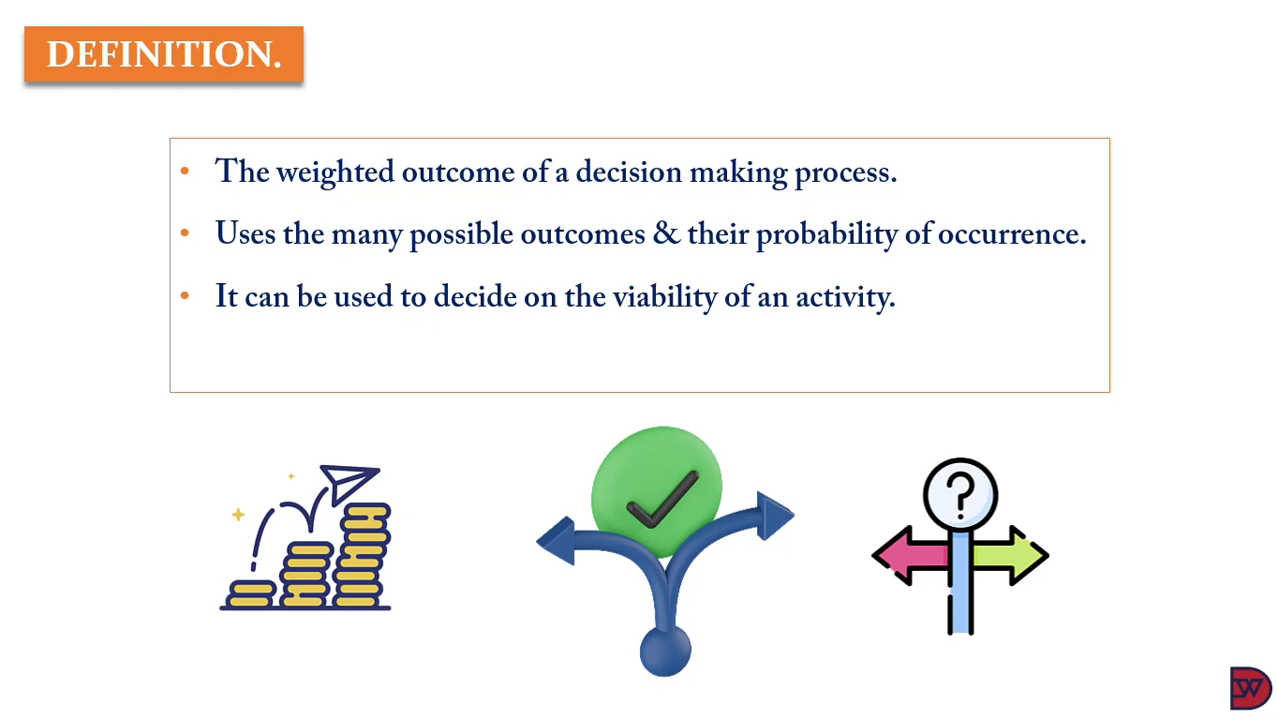 DEFINITION.
• The weighted outcome of a decision making process.
• Uses the many possible outcomes & their probability of occurrence.
• It can be used to decide on the viability of an activity.
?
DW